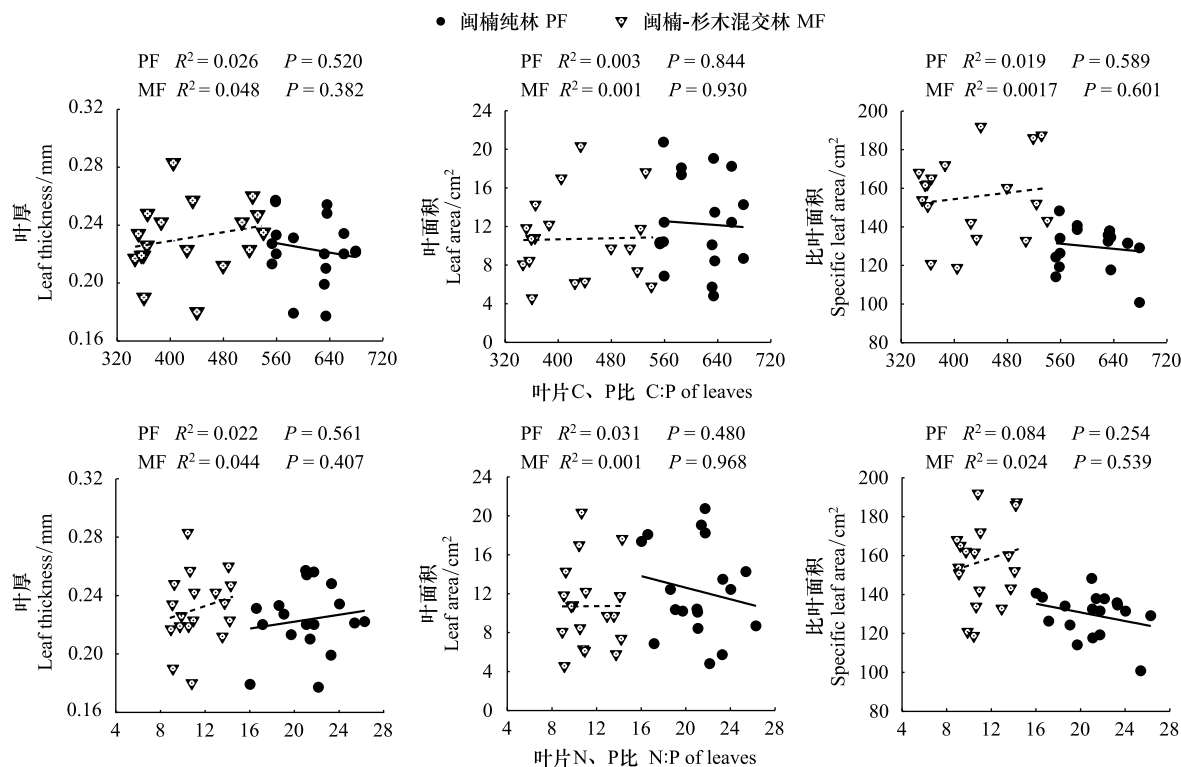 闽楠纯林 PF 闽楠-杉木混交林 MF
PF R² = 0.026 P = 0.520
MF R² = 0.048 P = 0.382
PF R² = 0.003 P = 0.844
MF R² = 0.001 P = 0.930
PF R² = 0.019 P = 0.589
MF R² = 0.0017 P = 0.601
叶厚
Leaf thickness/mm
0.32
0.28
0.24
0.20
0.16
320 400 480 560 640 720
叶面积
Leaf area/cm²
24
20
16
12
8
4
0
320 400 480 560 640 720
比叶面积
Specific leaf area/cm²
200
180
160
140
120
100
80
320 400 480 560 640 720
叶片C、P比 C:P of leaves
PF R² = 0.022 P = 0.561
MF R² = 0.044 P = 0.407
PF R² = 0.031 P = 0.480
MF R² = 0.001 P = 0.968
PF R² = 0.084 P = 0.254
MF R² = 0.024 P = 0.539
叶厚
Leaf thickness/mm
0.32
0.28
0.24
0.20
0.16
4 8 12 16 20 24 28
叶面积
Leaf area/cm²
24
20
16
12
8
4
0
4 8 12 16 20 24 28
比叶面积
Specific leaf area/cm²
200
180
160
140
120
100
80
4 8 12 16 20 24 28
叶片N、P比 N:P of leaves